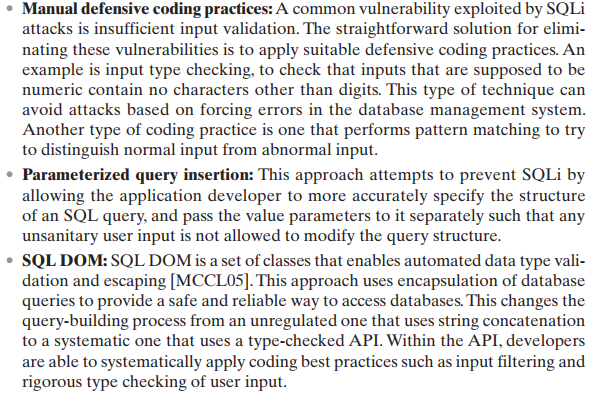 • Manual defensive coding practices: A common vulnerability exploited by SQLi
attacks is insufficient input validation. The straightforward solution for elimi-
nating these vulnerabilities is to apply suitable defensive coding practices. An
example is input type checking, to check that inputs that are supposed to be
numeric contain no characters other than digits. This type of technique can
avoid attacks based on forcing errors in the database management system.
Another type of coding practice is one that performs pattern matching to try
to distinguish normal input from abnormal input.
• Parameterized query insertion: This approach attempts to prevent SQLi by
allowing the application developer to more accurately specify the structure
of an SQL query, and pass the value parameters to it separately such that any
unsanitary user input is not allowed to modify the query structure.
• SQL DOM: SQL DOM is a set of classes that enables automated data type vali-
dation and escaping [MCCL05]. This approach uses encapsulation of database
queries to provide a safe and reliable way to access databases. This changes the
query-building process from an unregulated one that uses string concatenation
to a systematic one that uses a type-checked API. Within the API, developers
are able to systematically apply coding best practices such as input filtering and
rigorous type checking of user input.